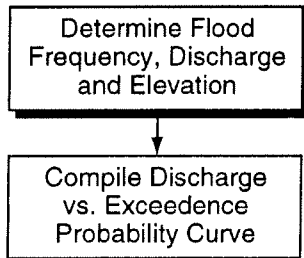 Determine Flood
Frequency, Discharge
and Elevation
Compile Discharge
vs. Exceedence
Probability Curve